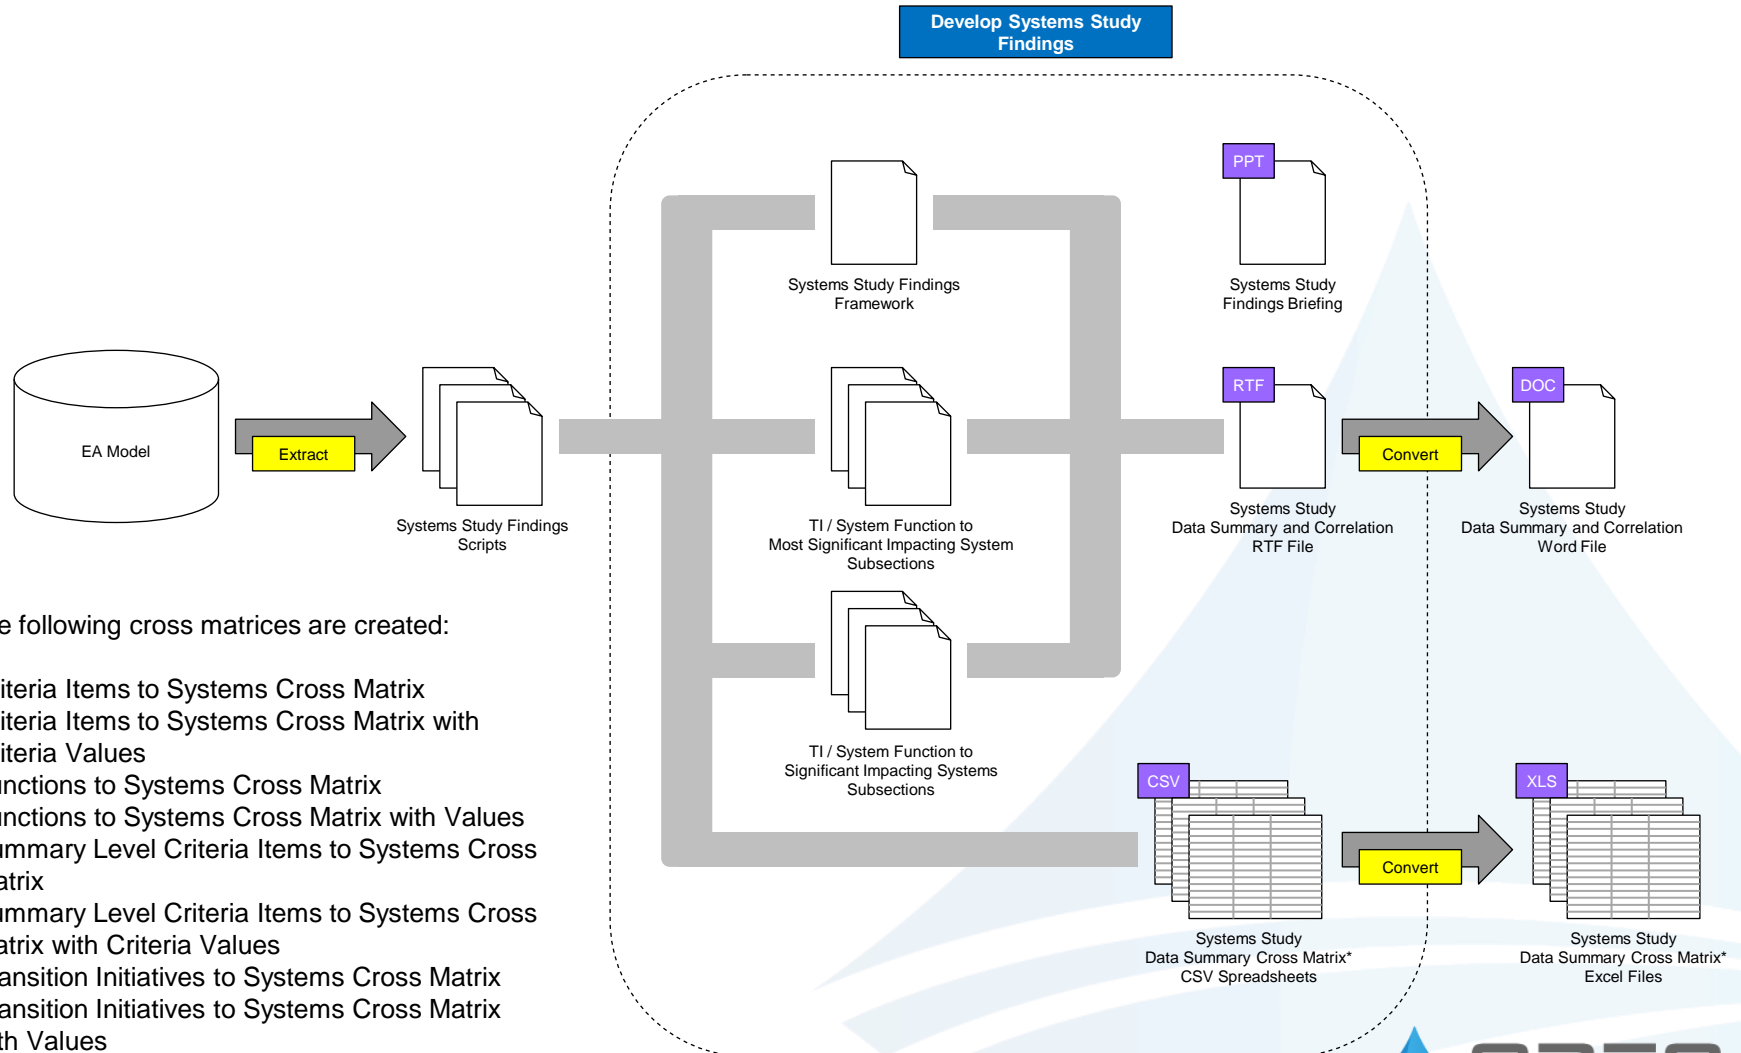 Develop Systems Study
Findings
PPT
Systems Study Findings
Framework
Systems Study
Findings Briefing
EA Model
Extract
Systems Study Findings
Scripts
TI / System Function to
Most Significant Impacting System
Subsections
RTF
Systems Study
Data Summary and Correlation
RTF File
Convert
DOC
Systems Study
Data Summary and Correlation
Word File
e following cross matrices are created:
iteria Items to Systems Cross Matrix
iteria Items to Systems Cross Matrix with
iteria Values
unctions to Systems Cross Matrix
unctions to Systems Cross Matrix with Values
ummary Level Criteria Items to Systems Cross
atrix
ummary Level Criteria Items to Systems Cross
atrix with Criteria Values
ansition Initiatives to Systems Cross Matrix
ansition Initiatives to Systems Cross Matrix
th Values
TI / System Function to
Significant Impacting Systems
Subsections
CSV
Systems Study
Data Summary Cross Matrix*
CSV Spreadsheets
Convert
XLS
Systems Study
Data Summary Cross Matrix*
Excel Files